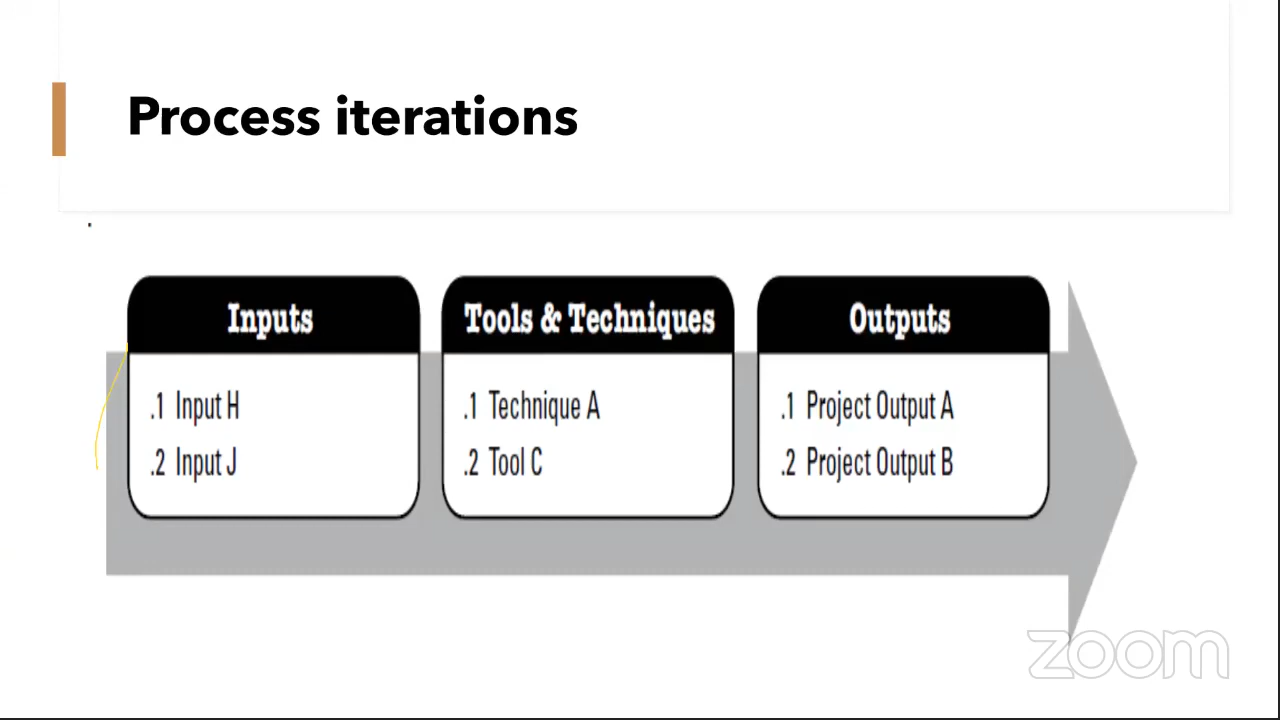 Process iterations
Inputs
.1 Input H
.2 Input J
Tools & Techniques
.1 Technique A
.2 Tool C
Outputs
.1 Project Output A
.2 Project Output B
zoom